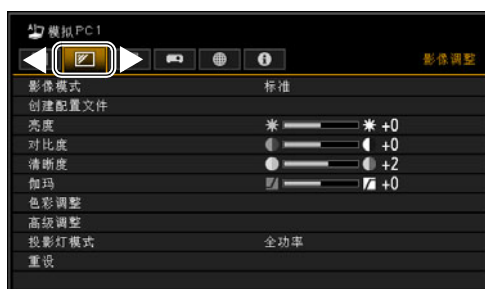 模拟PC1
影像调整
影像模式 标准
创建配置文件
亮度 +0
对比度 +0
清晰度 +2
伽玛 +0
色彩调整
高级调整
投影灯模式 全功率
重设